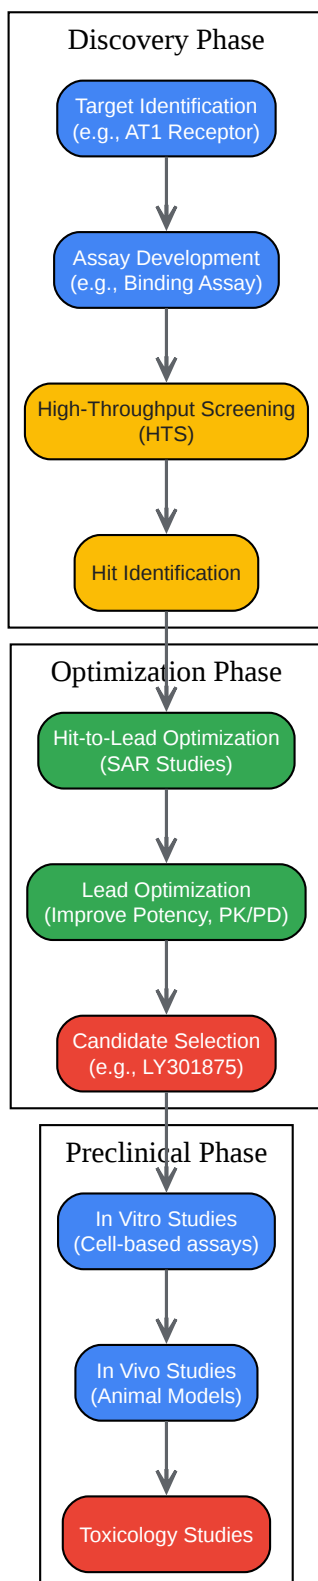 Discovery Phase
Target Identification
(e.g., AT1 Receptor)
Assay Development
(e.g., Binding Assay)
High-Throughput Screening
(HTS)
Hit Identification
Optimization Phase
Hit-to-Lead Optimization
(SAR Studies)
Lead Optimization
(Improve Potency, PK/PD)
Candidate Selection
(e.g., LY301875)
Preclinical Phase
In Vitro Studies
(Cell-based assays)
In Vivo Studies
(Animal Models)
Toxicology Studies